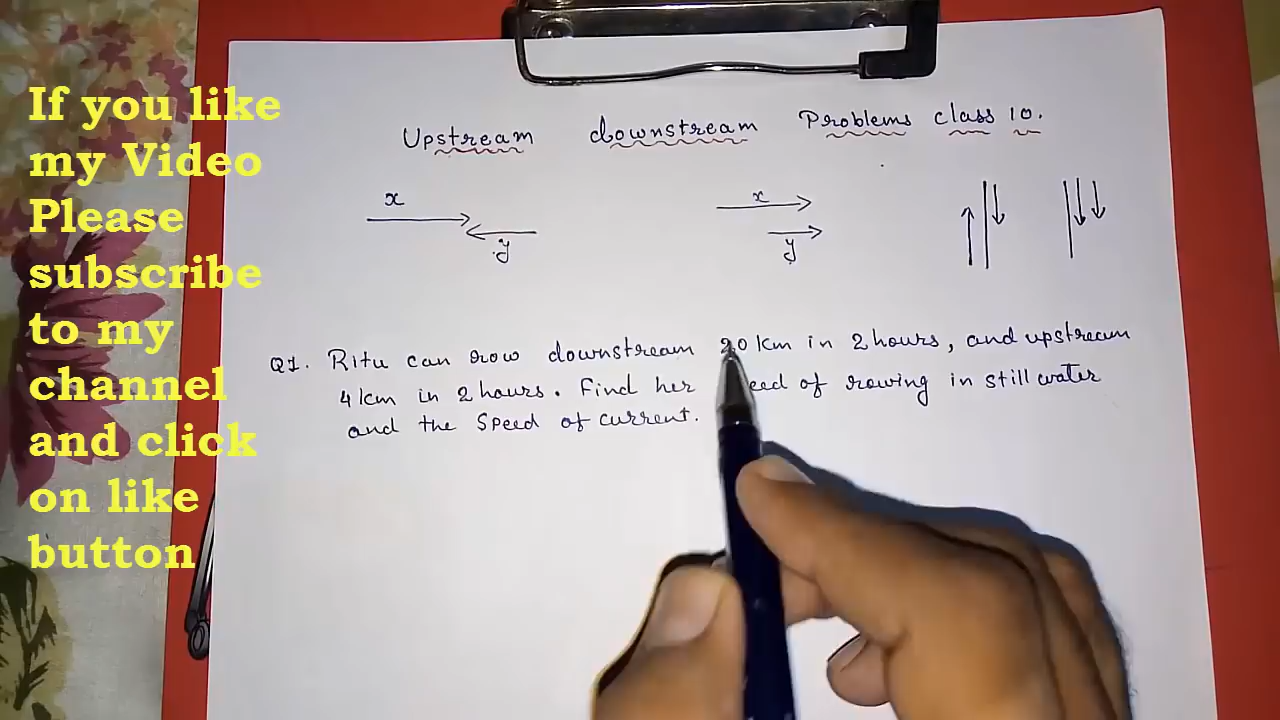 If you like
my Video
Please
subscribe
to my
channel
and click
on like
button
Upstream downstream Problems class 10.
x
y
x
y
Q1. Ritu can row downstream 20 km in 2 hours, and upstream
4 km in 2 hours. Find her of rowing in still water
and the Speed of current.